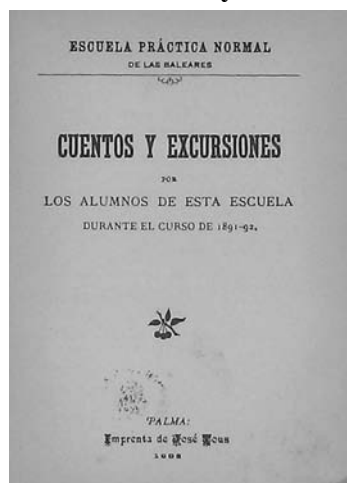 ESCUELA PRÁCTICA NORMAL
DE LAS BALEARES
CUENTOS Y EXCURSIONES
POR
LOS ALUMNOS DE ESTA ESCUELA
DURANTE EL CURSO DE 1891-92.
PALMA:
Imprenta de José Tous